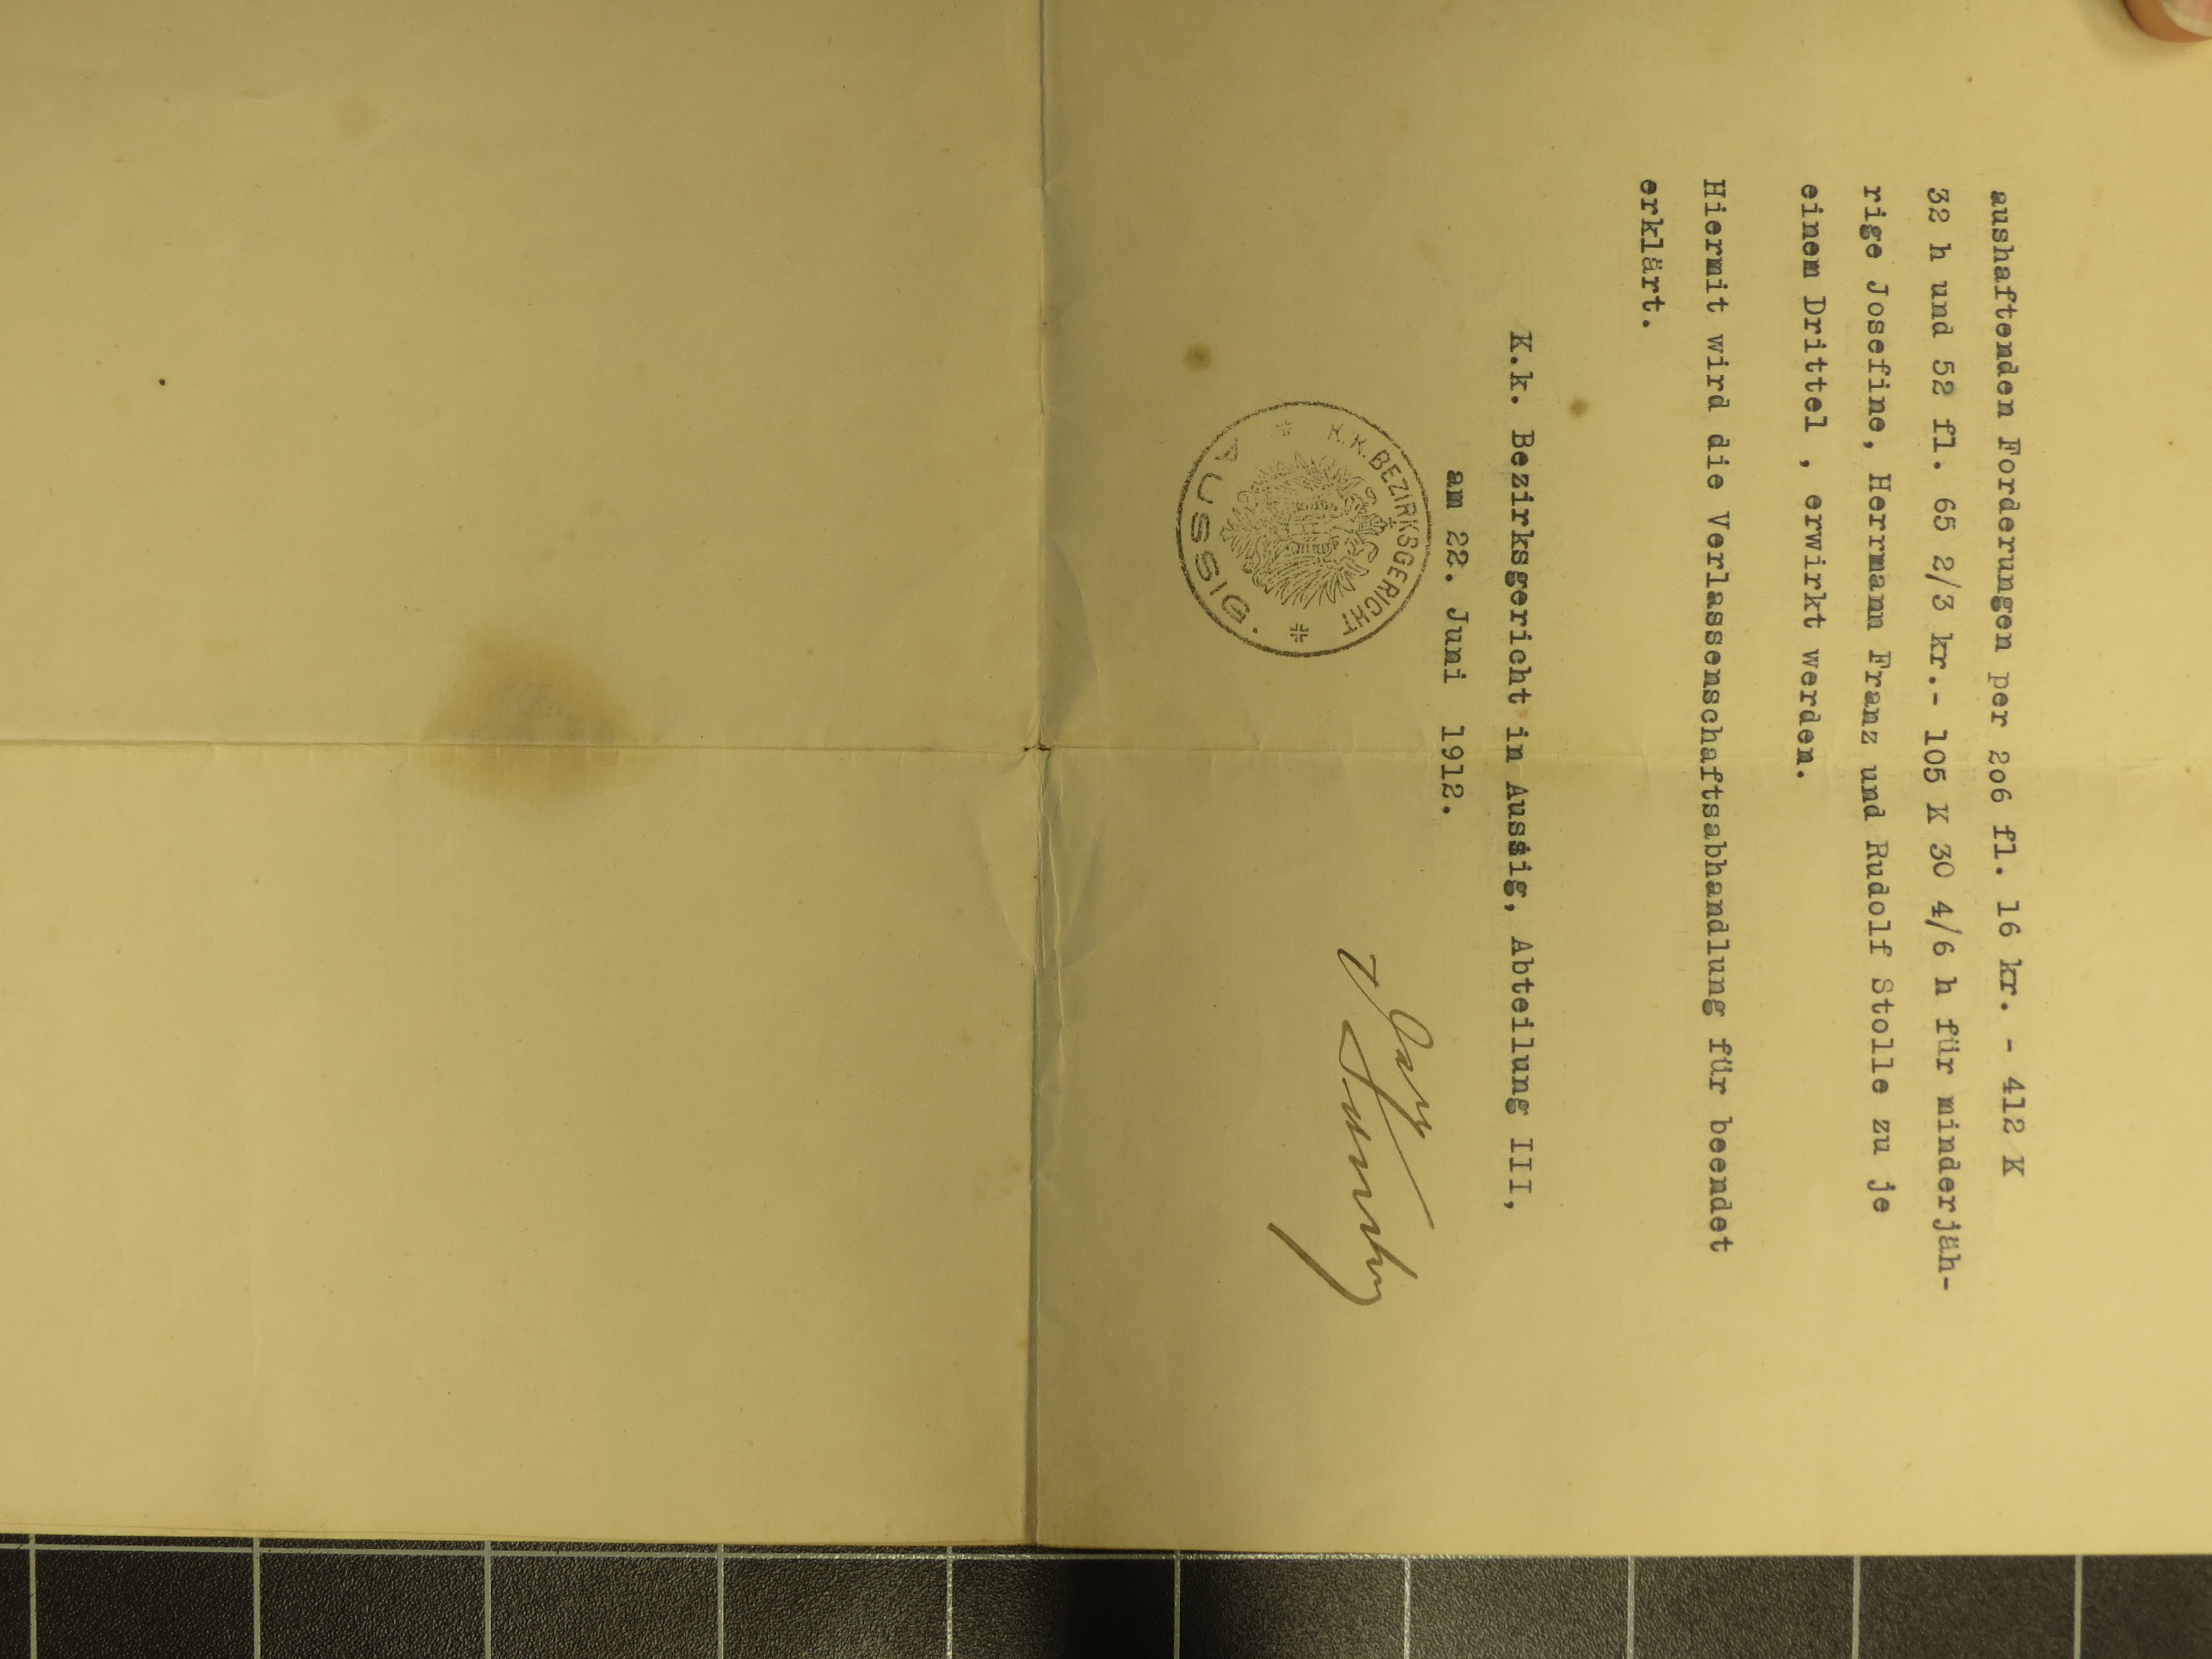 aushaftenden Forderungen per 2o6 fl. 16 kr. - 412 K
32 h und 52 fl. 65 2/3 kr.- 105 K 30 4/6 h für minderjäh-
rige Josefine, Herrmann Franz und Rudolf Stolle zu je
einem Drittel , erwirkt werden.
Hiermit wird die Verlassenschaftsabhandlung für beendet
erklärt.
K.k. Bezirksgericht in Aussig, Abteilung III,
am 22. Juni 1912.
K.K. BEZIRKSGERICHT
AUSSIG.